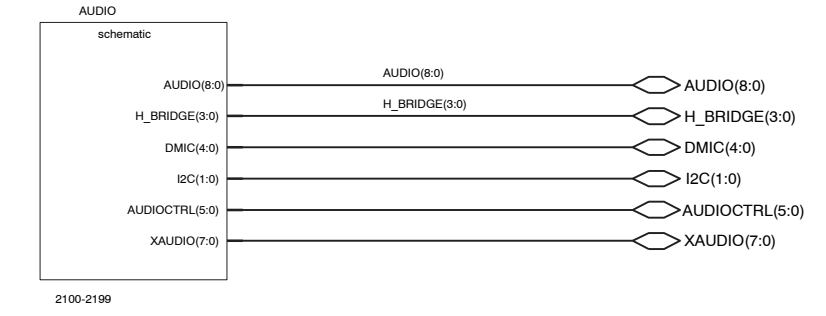 AUDIO
schematic
AUDIO(8:0) AUDIO(8:0) AUDIO(8:0)
H_BRIDGE(3:0) H_BRIDGE(3:0) H_BRIDGE(3:0)
DMIC(4:0) DMIC(4:0)
I2C(1:0) I2C(1:0)
AUDIOCTRL(5:0) AUDIOCTRL(5:0)
XAUDIO(7:0) XAUDIO(7:0)
2100-2199